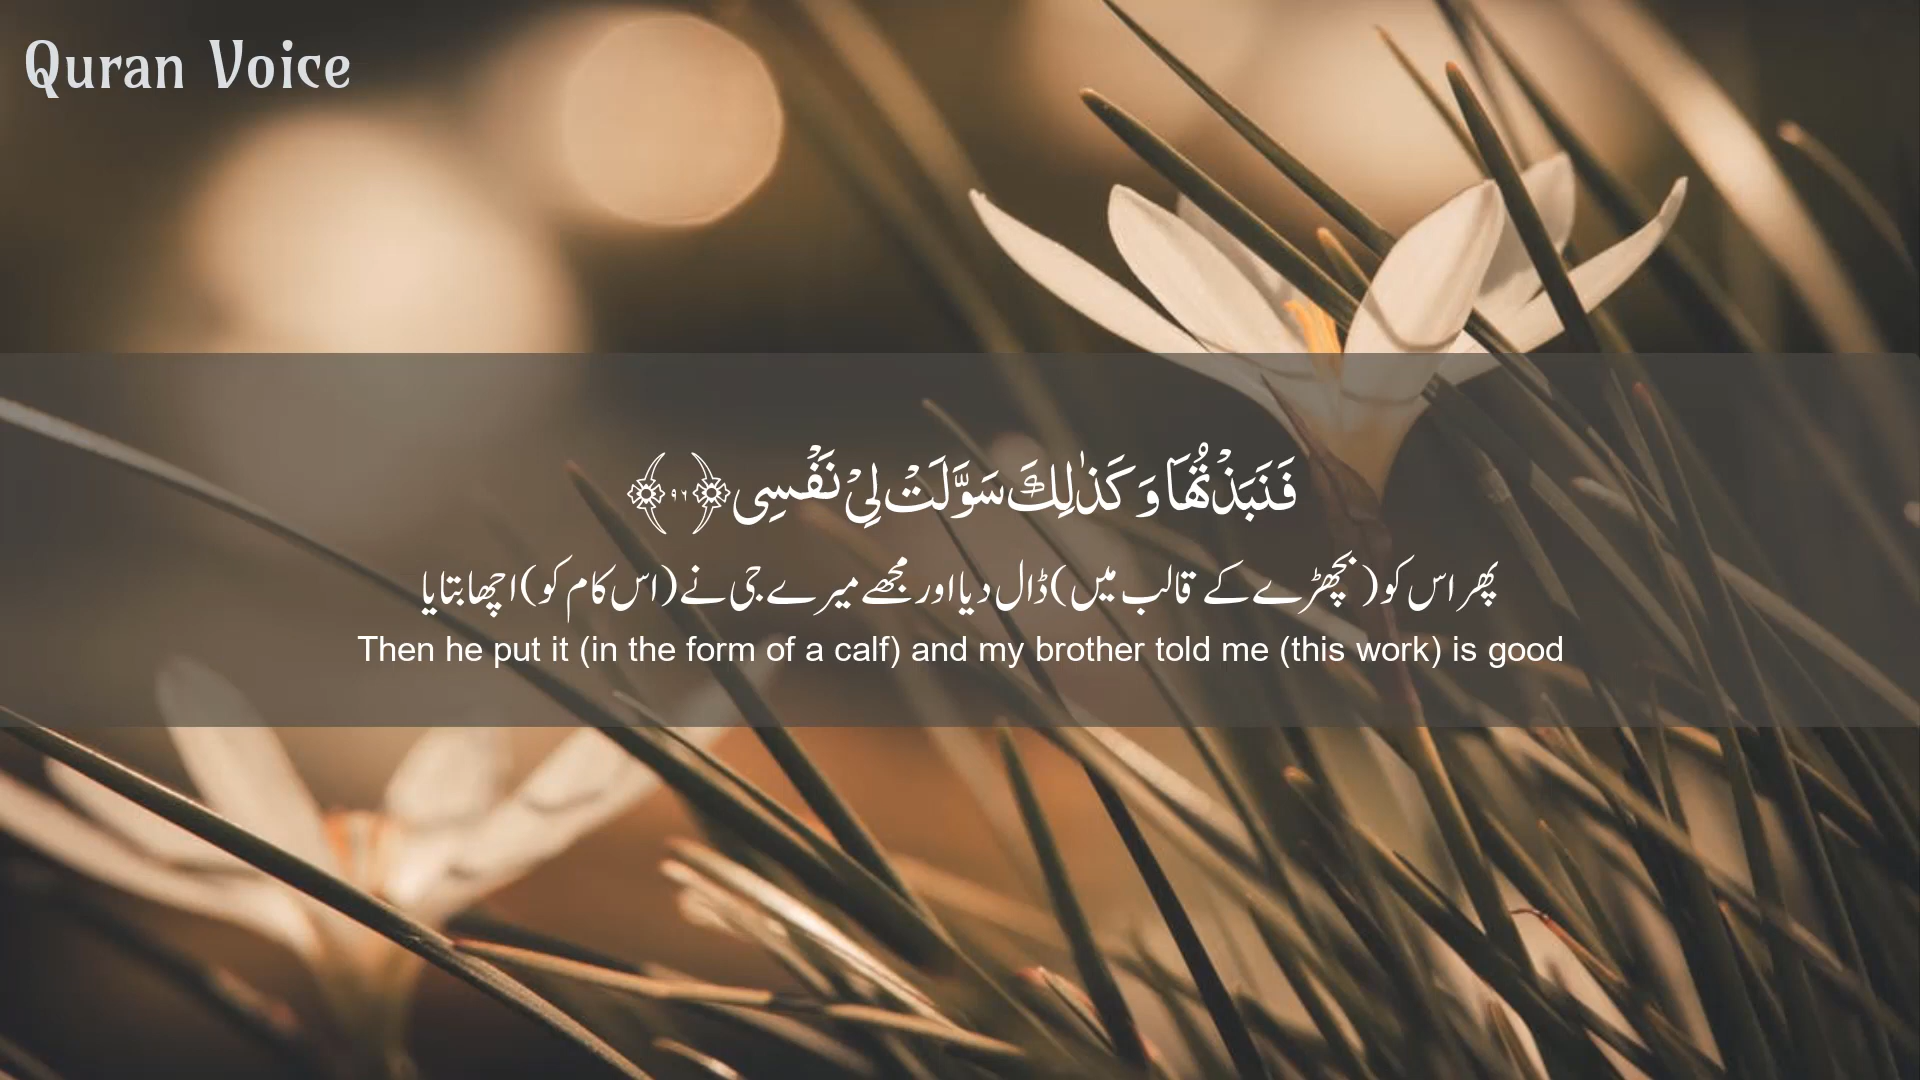 Quran Voice
فَنَبَذْتُهَا وَ كَذٰلِكَ سَوَّلَتْ لِیْ نَفْسِی ﴿۹۶﴾
پھر اس کو (بچھڑے کے قالب میں) ڈال دیا اور مجھے میرے جی نے (اس کام کو) اچھا بتایا
Then he put it (in the form of a calf) and my brother told me (this work) is good